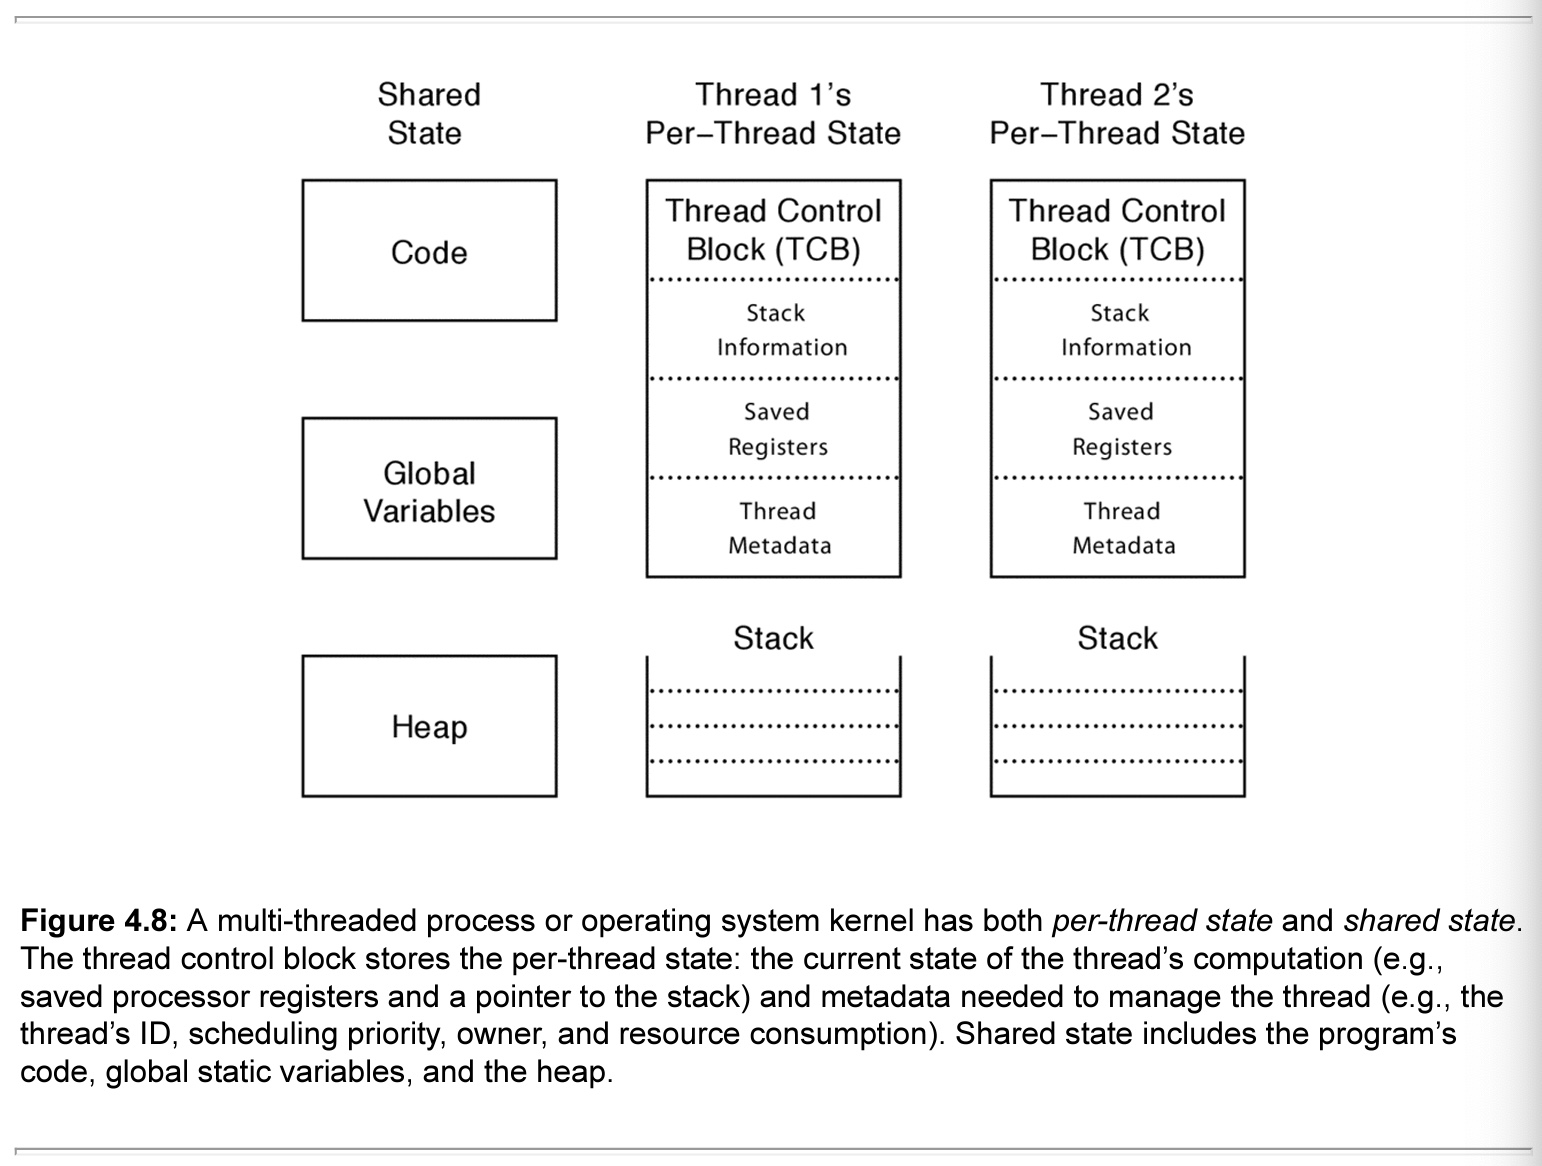 Shared
State
Thread 1’s
Per–Thread State
Thread 2’s
Per–Thread State
Code
Global
Variables
Heap
Thread Control
Block (TCB)
Stack
Information
Saved
Registers
Thread
Metadata
Stack
Thread Control
Block (TCB)
Stack
Information
Saved
Registers
Thread
Metadata
Stack
Figure 4.8: A multi-threaded process or operating system kernel has both per-thread state and shared state.
The thread control block stores the per-thread state: the current state of the thread’s computation (e.g.,
saved processor registers and a pointer to the stack) and metadata needed to manage the thread (e.g., the
thread’s ID, scheduling priority, owner, and resource consumption). Shared state includes the program’s
code, global static variables, and the heap.